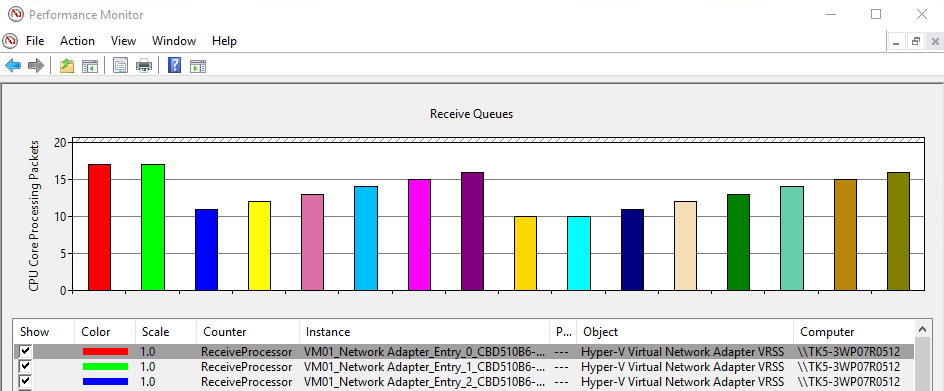 Performance Monitor
File Action View Window Help
Receive Queues
CPU Core Processing Packets
20
15
10
5
0
Show Color Scale Counter Instance P... Object Computer
1.0 ReceiveProcessor VM01_Network Adapter_Entry_0_CBD510B6-... --- Hyper-V Virtual Network Adapter VRSS \\TK5-3WP07R0512
1.0 ReceiveProcessor VM01_Network Adapter_Entry_1_CBD510B6-... --- Hyper-V Virtual Network Adapter VRSS \\TK5-3WP07R0512
1.0 ReceiveProcessor VM01_Network Adapter_Entry_2_CBD510B6-... --- Hyper-V Virtual Network Adapter VRSS \\TK5-3WP07R0512